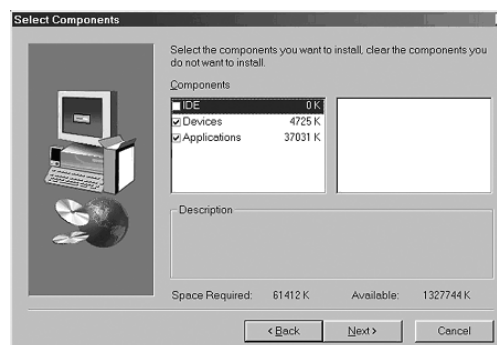 Select Components
Select the components you want to install, clear the components you
do not want to install.
Components
IDE 0 K
Devices 4725 K
Applications 37031 K
Description
Space Required: 61412 K Available: 1327744 K
< Back Next > Cancel